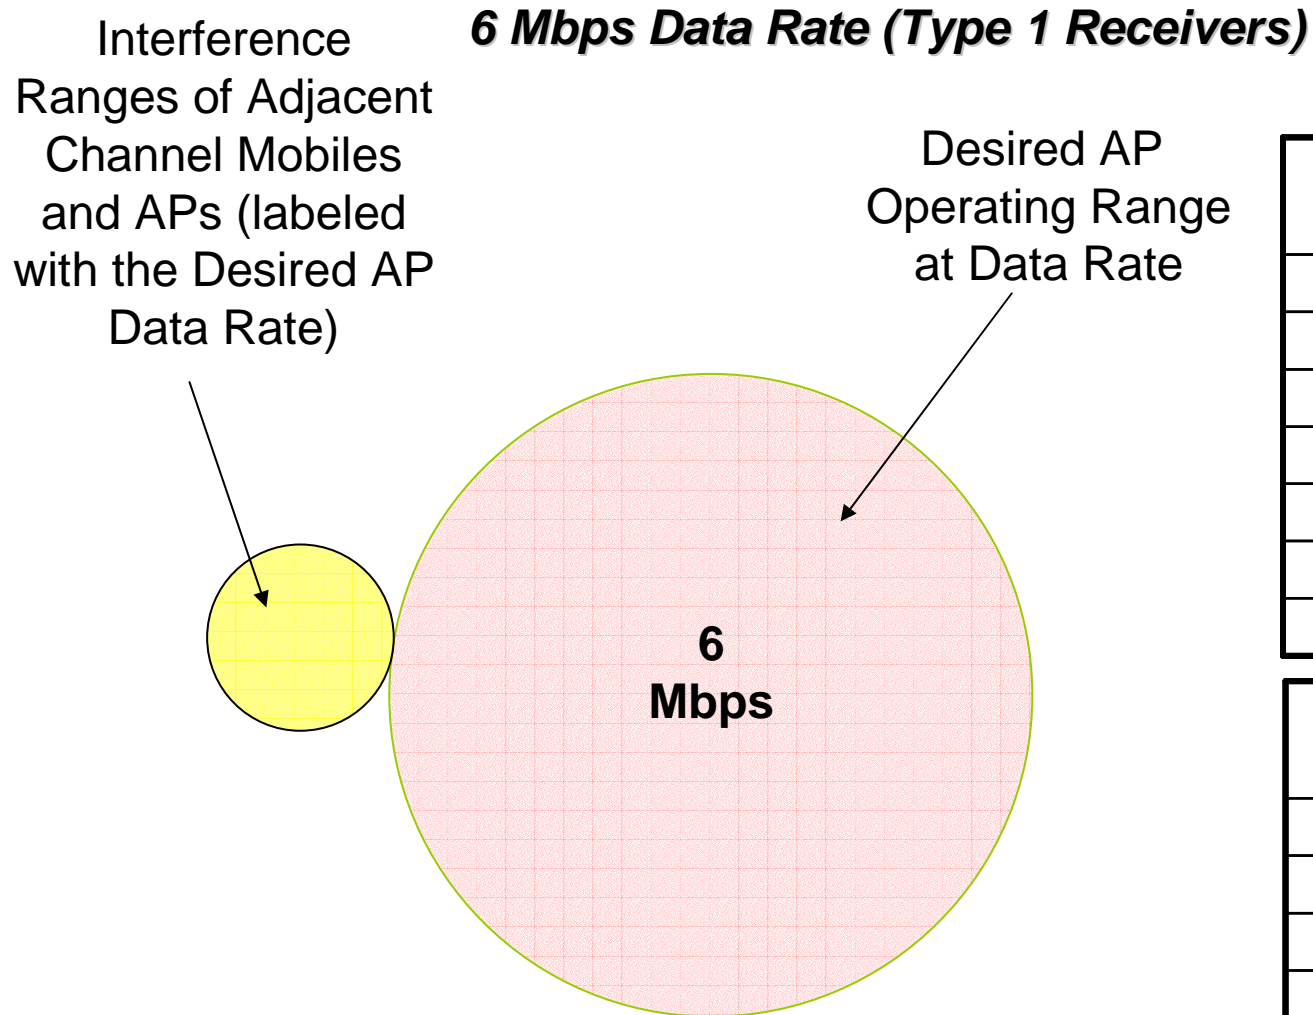 6 Mbps Data Rate (Type 1 Receivers)
Interference
Ranges of Adjacent
Channel Mobiles
and APs (labeled
with the Desired AP
Data Rate)
Desired AP
Operating Range
at Data Rate
6
Mbps